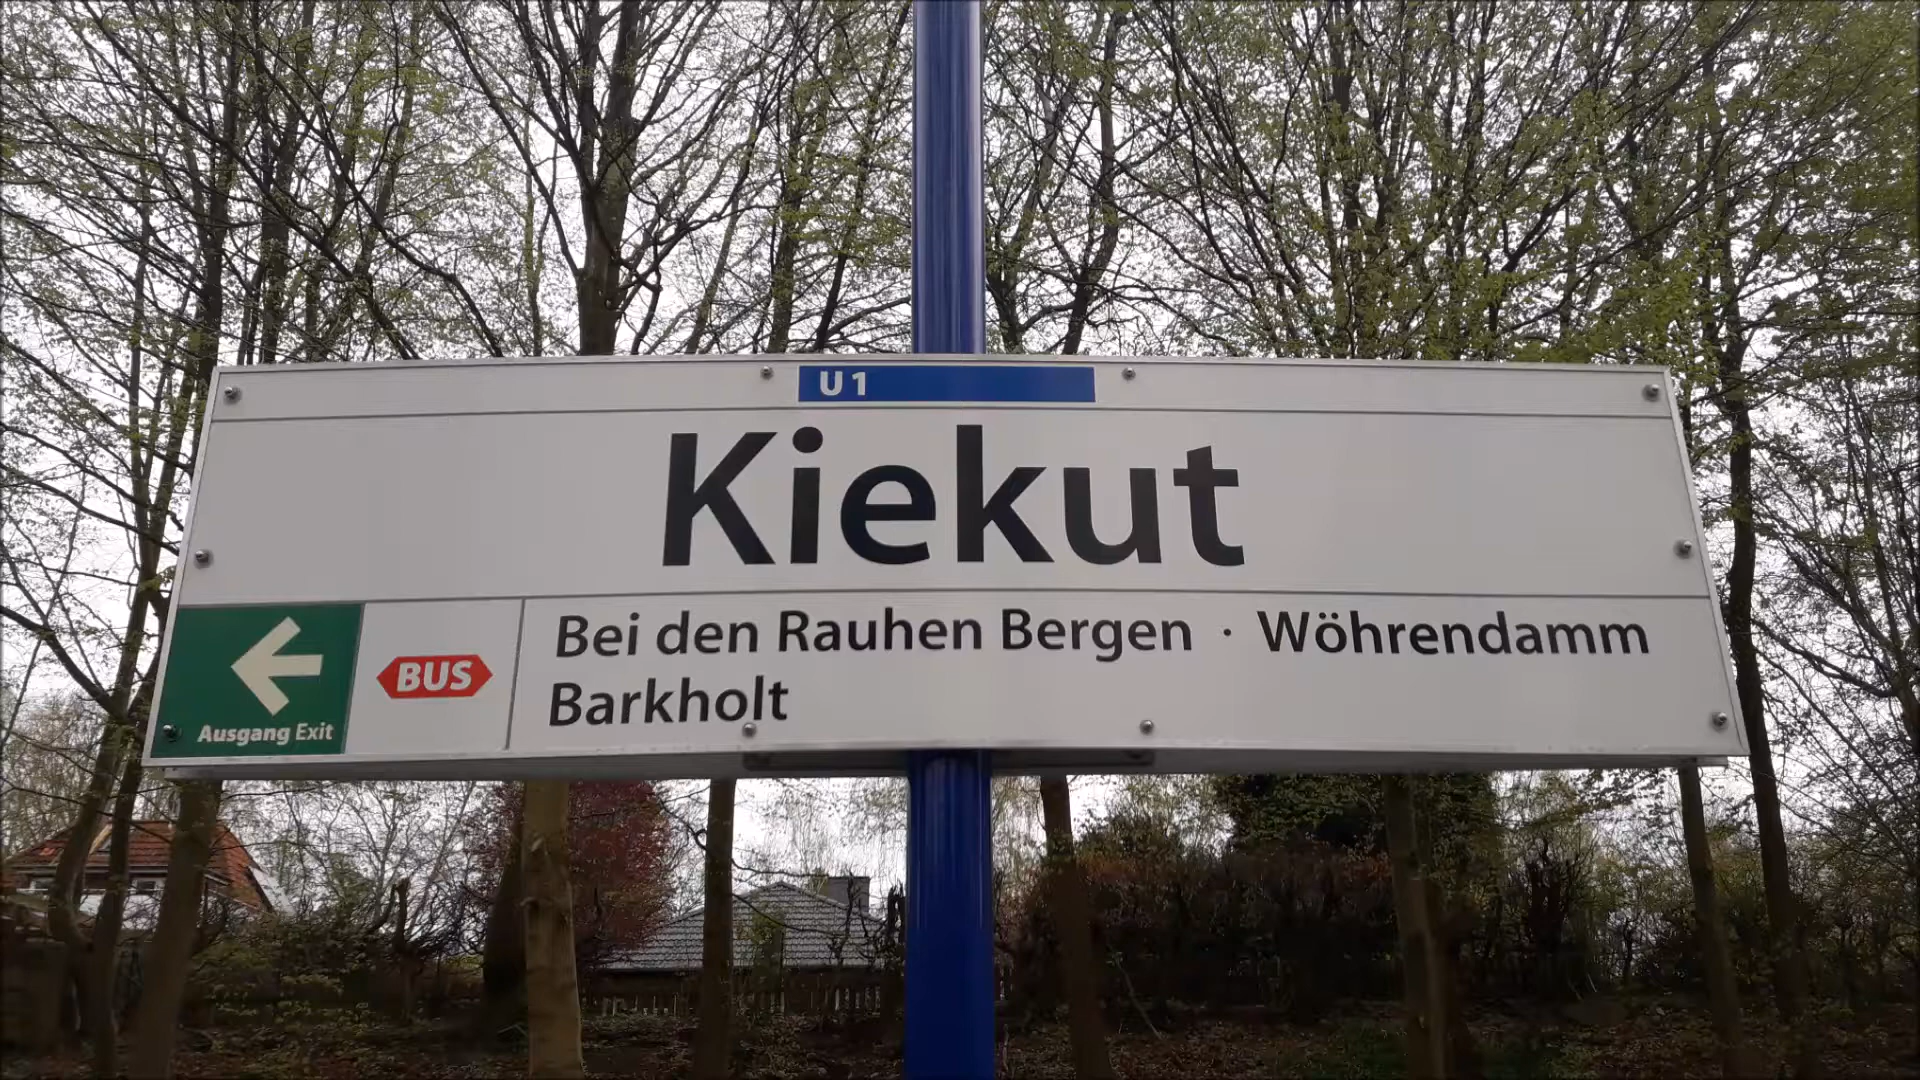 U1
Kiekut
Bei den Rauhen Bergen · Wöhrendamm
BUS
Barkholt
Ausgang Exit